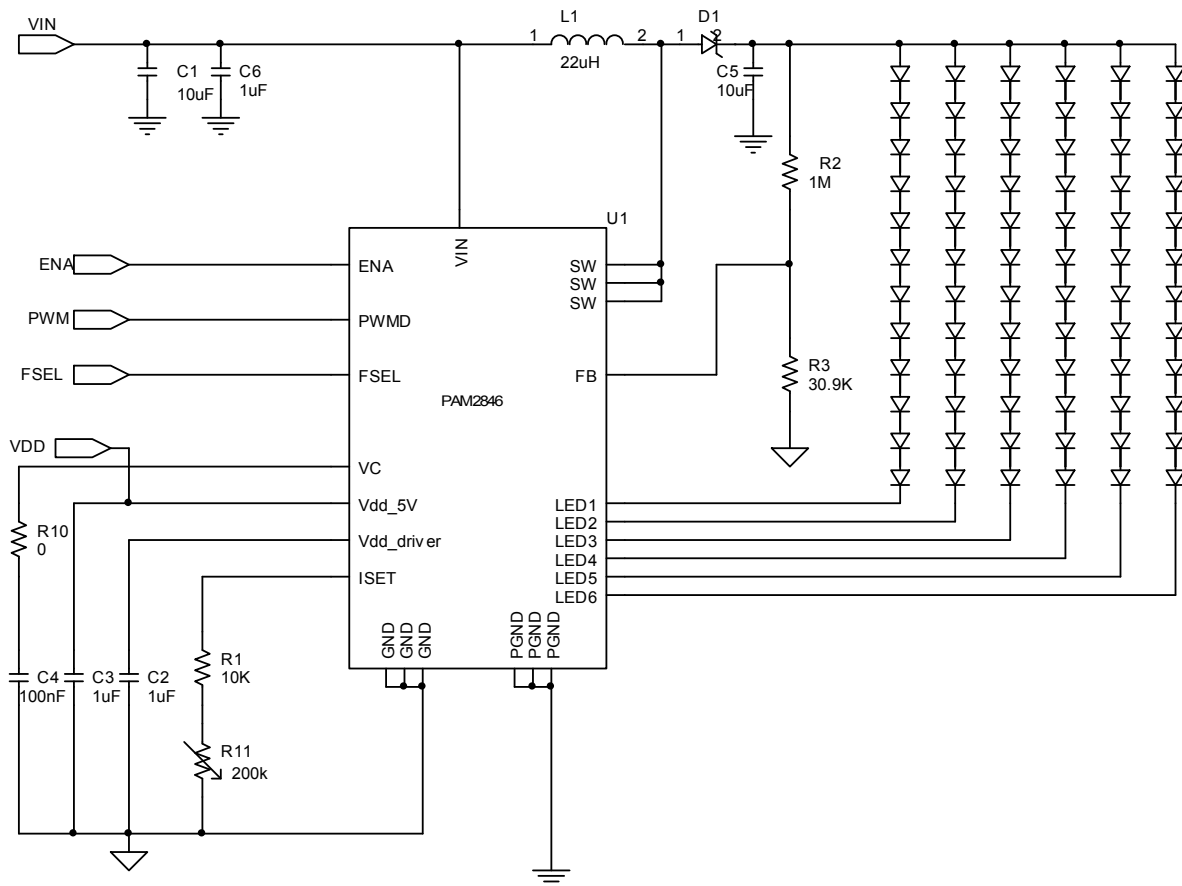 VIN
L1
1
2
22uH
D1
1
2
C1
10uF
C6
1uF
C5
10uF
R2
1M
U1
VIN
ENA
ENA
SW
SW
SW
PWM
PWMD
FSEL
FSEL
FB
R3
30.9K
PAM2846
VDD
VC
Vdd_5V
Vdd_driver
ISET
LED1
LED2
LED3
LED4
LED5
LED6
R10
0
GND
GND
GND
PGND
PGND
PGND
C4
100nF
C3
1uF
C2
1uF
R1
10K
R11
200k